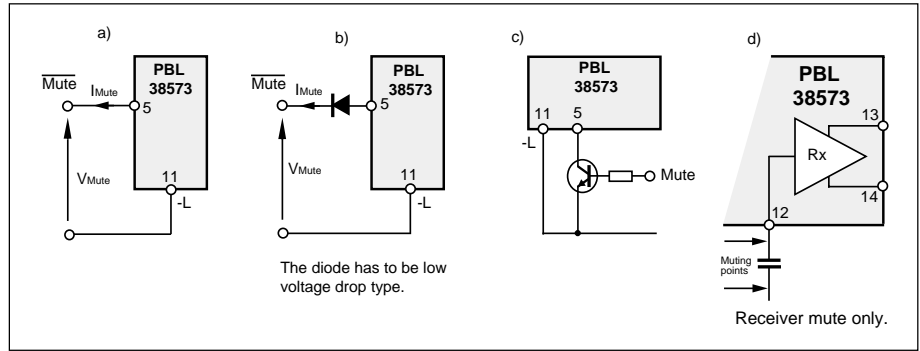 a)
Mute
IMute
PBL
38573
5
VMute
11
-L
b)
Mute
IMute
PBL
38573
5
VMute
11
-L
The diode has to be low
voltage drop type.
c)
PBL
38573
11
5
-L
Mute
d)
PBL
38573
13
Rx
14
12
Muting
points
Receiver mute only.